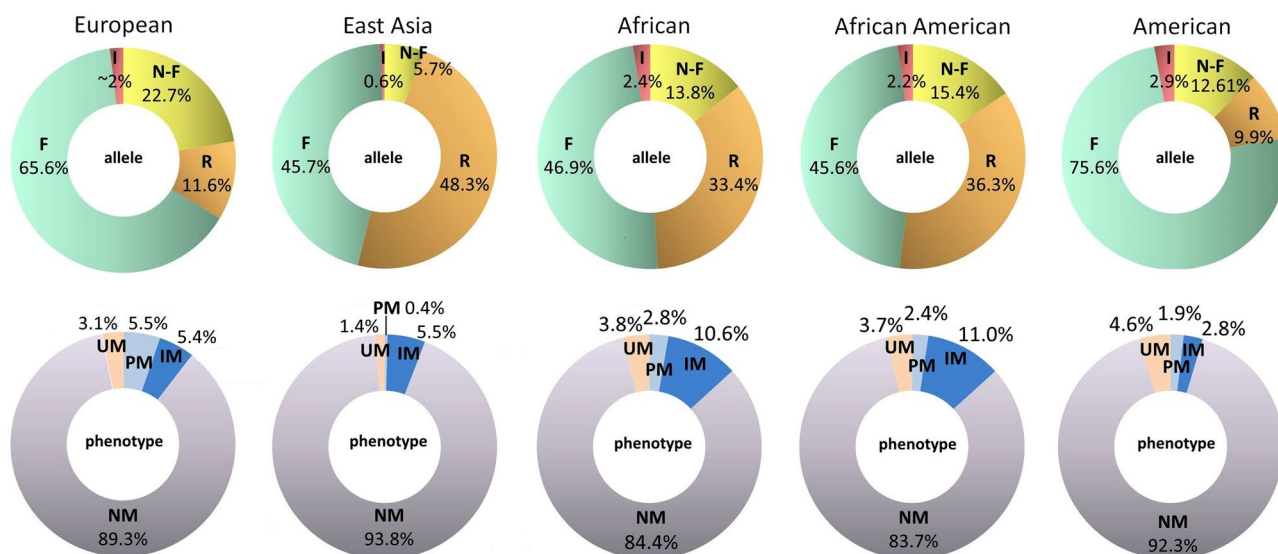 European
I
~2%
N-F
22.7%
R
11.6%
F
65.6%
allele
East Asia
I
0.6%
N-F
5.7%
R
48.3%
F
45.7%
allele
African
I
2.4%
N-F
13.8%
R
33.4%
F
46.9%
allele
African American
I
2.2%
N-F
15.4%
R
36.3%
F
45.6%
allele
American
I
2.9%
N-F
12.61%
R
9.9%
F
75.6%
allele
3.1%
UM
5.5%
PM
5.4%
IM
phenotype
NM
89.3%
PM 0.4%
1.4%
UM
5.5%
IM
phenotype
NM
93.8%
3.8%
UM
2.8%
PM
10.6%
IM
phenotype
NM
84.4%
3.7%
UM
2.4%
PM
11.0%
IM
phenotype
NM
83.7%
4.6%
UM
1.9%
PM
2.8%
IM
phenotype
NM
92.3%